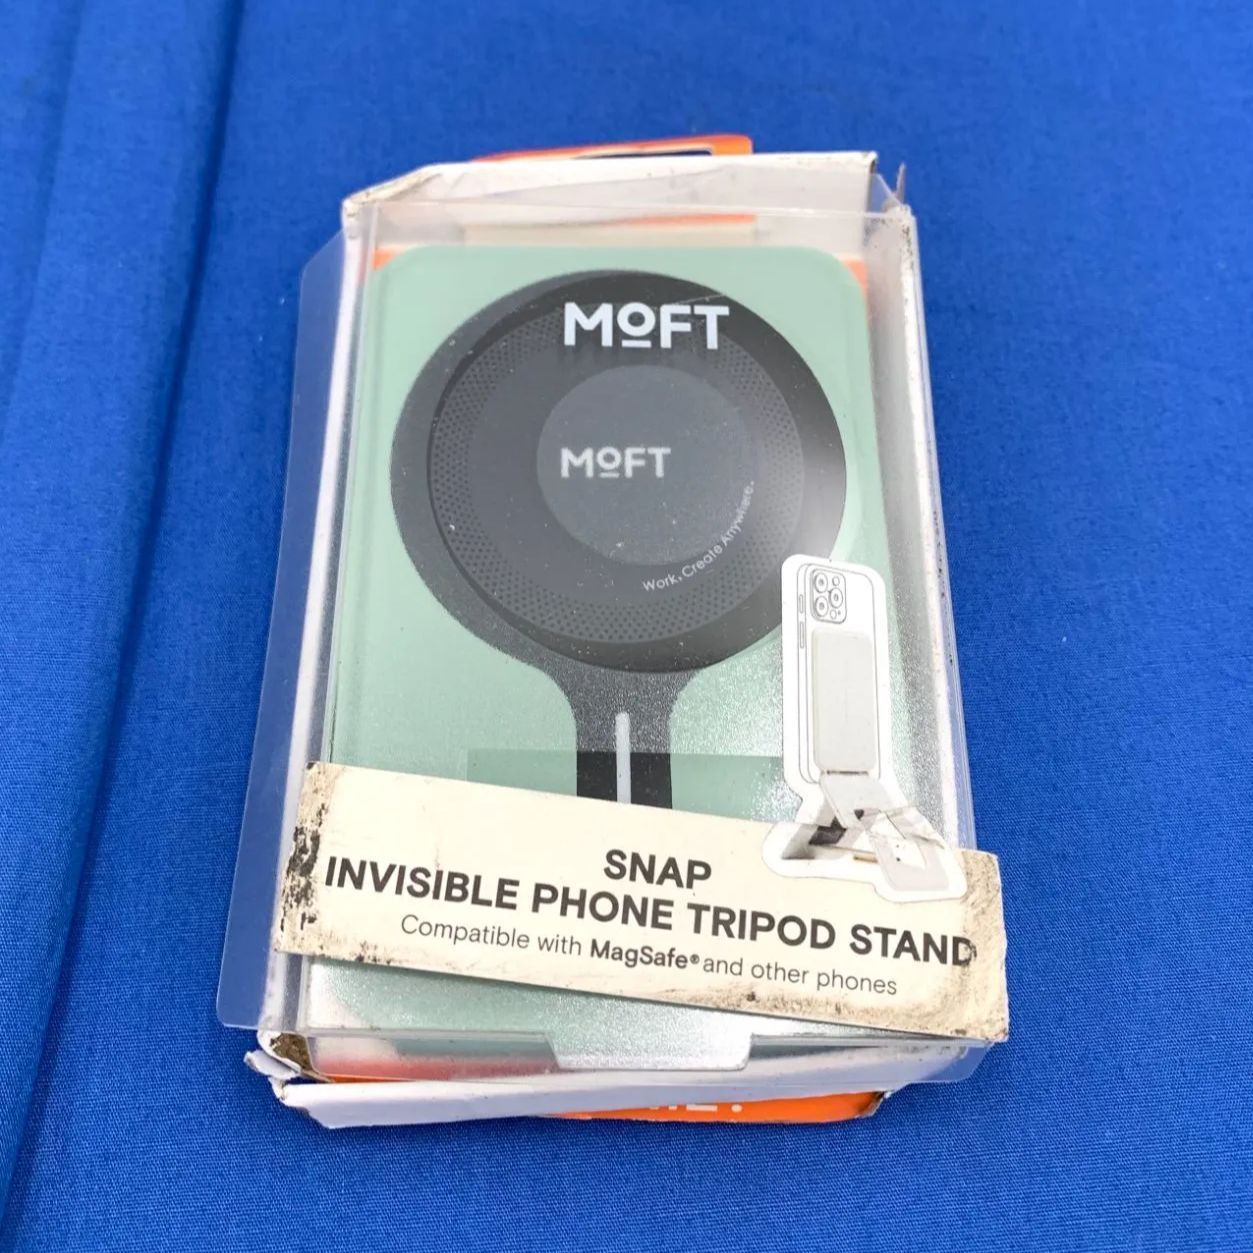 MOFT
MOFT
Work, Create Anywhere.
SNAP
INVISIBLE PHONE TRIPOD STAND
Compatible with MagSafe® and other phones